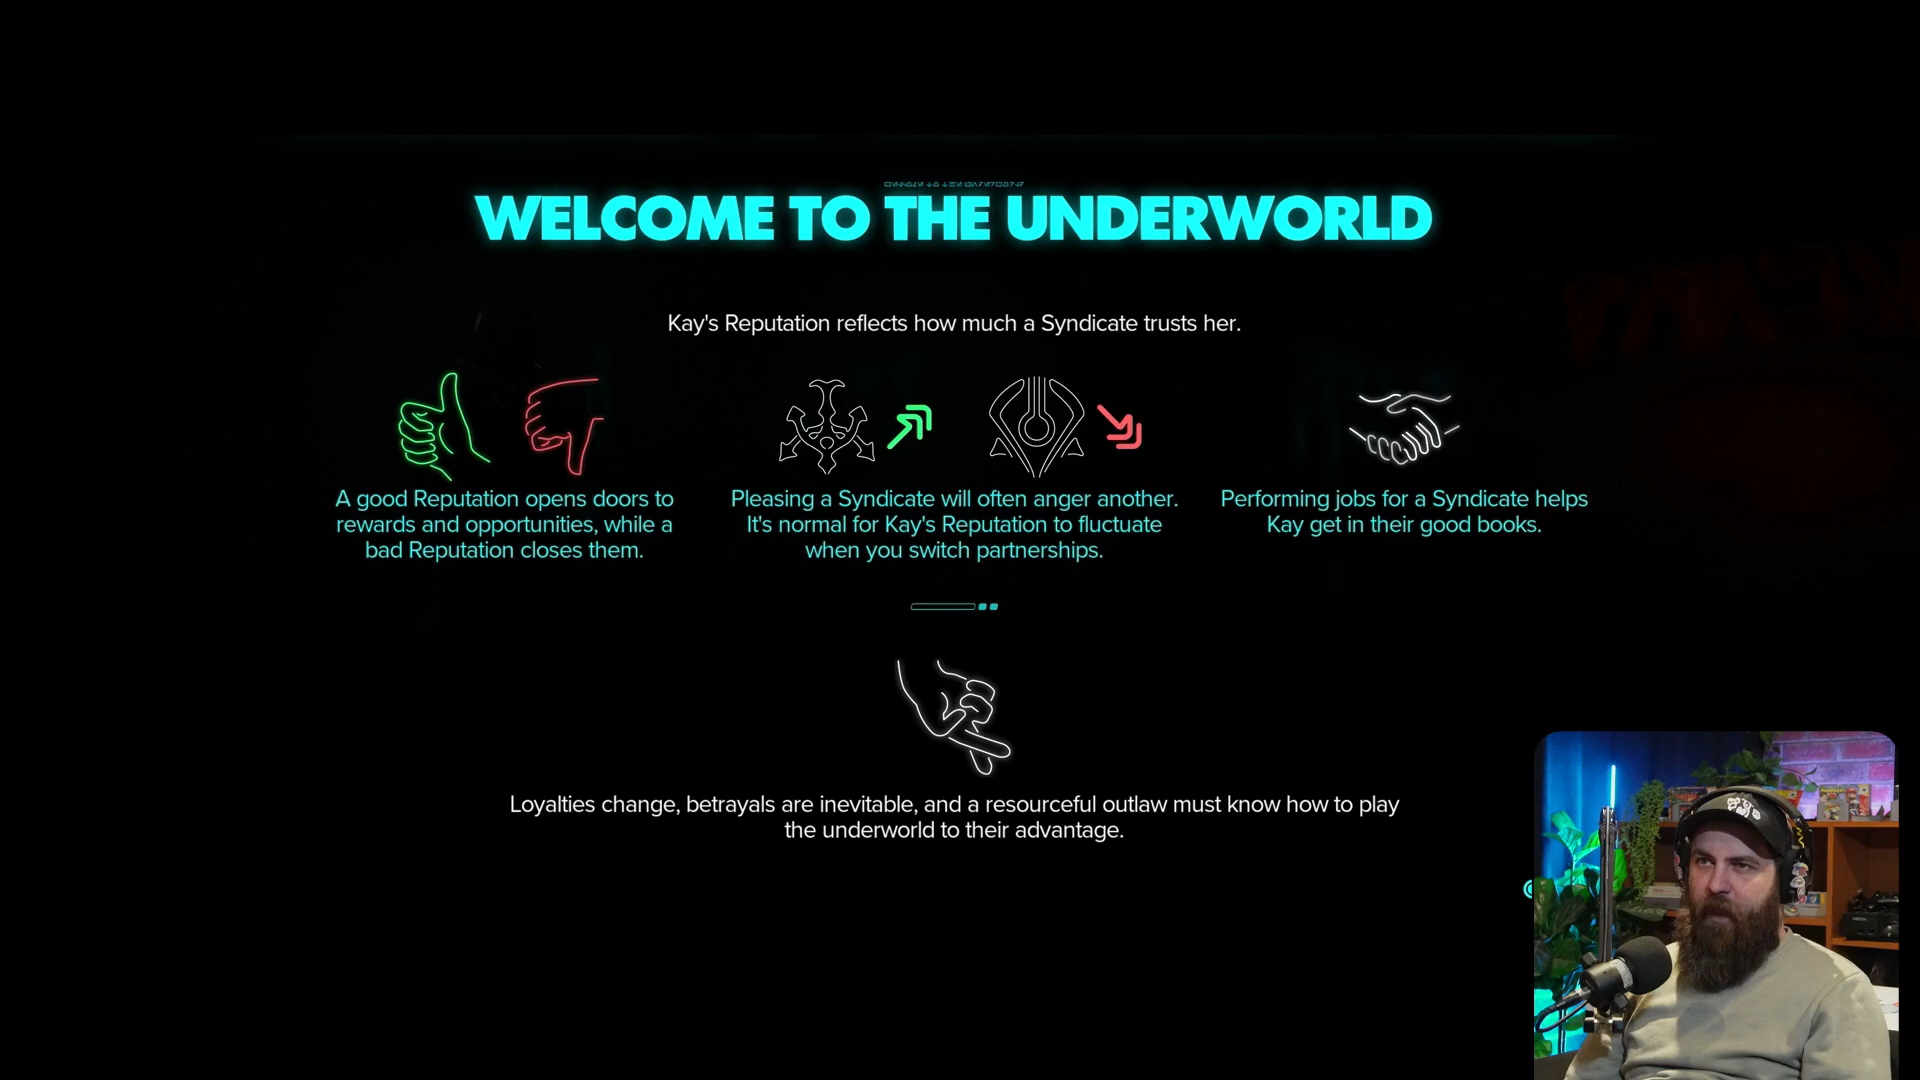 WELCOME TO THE UNDERWORLD
Kay's Reputation reflects how much a Syndicate trusts her.
A good Reputation opens doors to
rewards and opportunities, while a
bad Reputation closes them.
Pleasing a Syndicate will often anger another.
It's normal for Kay's Reputation to fluctuate
when you switch partnerships.
Performing jobs for a Syndicate helps
Kay get in their good books.
Loyalties change, betrayals are inevitable, and a resourceful outlaw must know how to play
the underworld to their advantage.